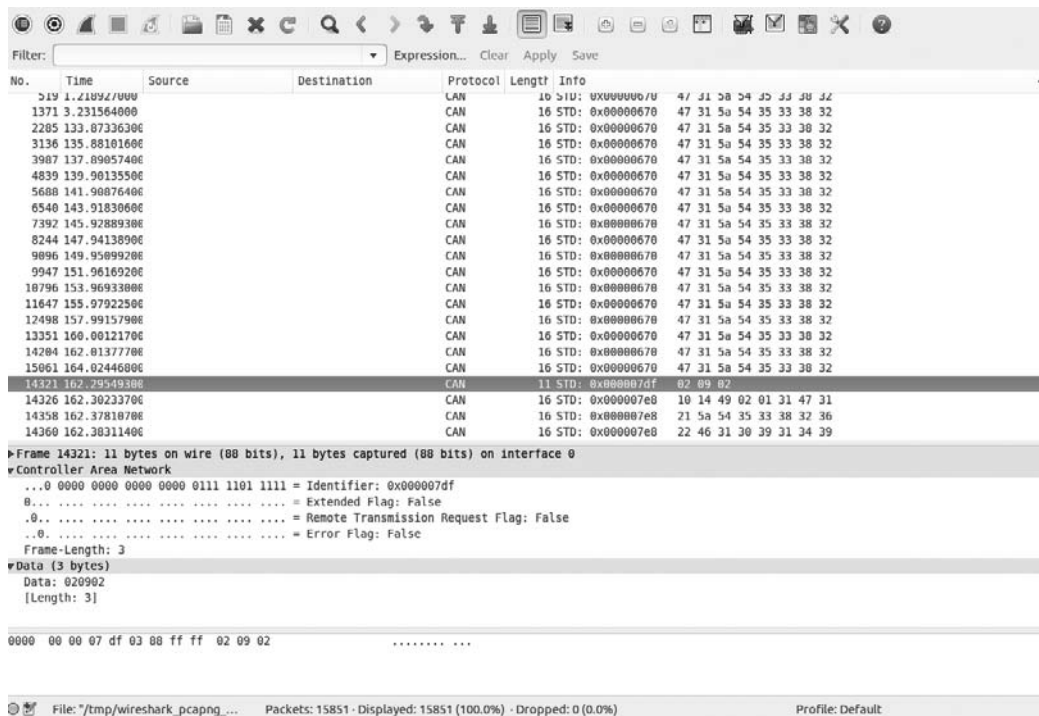 Filter:
Expression... Clear Apply Save
No. Time Source Destination Protocol Length Info
519 1.218927000 CAN 16 STD: 0x00000670 47 31 5a 54 35 33 38 32
1371 3.231564000 CAN 16 STD: 0x00000670 47 31 5a 54 35 33 38 32
2285 133.87336300 CAN 16 STD: 0x00000670 47 31 5a 54 35 33 38 32
3136 135.88101600 CAN 16 STD: 0x00000670 47 31 5a 54 35 33 38 32
3987 137.89057400 CAN 16 STD: 0x00000670 47 31 5a 54 35 33 38 32
4839 139.90135500 CAN 16 STD: 0x00000670 47 31 5a 54 35 33 38 32
5688 141.90876400 CAN 16 STD: 0x00000670 47 31 5a 54 35 33 38 32
6540 143.91830600 CAN 16 STD: 0x00000670 47 31 5a 54 35 33 38 32
7392 145.92889300 CAN 16 STD: 0x00000670 47 31 5a 54 35 33 38 32
8244 147.94138900 CAN 16 STD: 0x00000670 47 31 5a 54 35 33 38 32
9096 149.95099200 CAN 16 STD: 0x00000670 47 31 5a 54 35 33 38 32
9947 151.96169200 CAN 16 STD: 0x00000670 47 31 5a 54 35 33 38 32
10796 153.96933000 CAN 16 STD: 0x00000670 47 31 5a 54 35 33 38 32
11647 155.97922500 CAN 16 STD: 0x00000670 47 31 5a 54 35 33 38 32
12498 157.99157900 CAN 16 STD: 0x00000670 47 31 5a 54 35 33 38 32
13351 160.00121700 CAN 16 STD: 0x00000670 47 31 5a 54 35 33 38 32
14204 162.01377700 CAN 16 STD: 0x00000670 47 31 5a 54 35 33 38 32
15061 164.02446800 CAN 16 STD: 0x00000670 47 31 5a 54 35 33 38 32
14321 162.29549300 CAN 11 STD: 0x000007df 02 09 02
14326 162.30233700 CAN 16 STD: 0x000007e8 10 14 49 02 01 31 47 31
14358 162.37810700 CAN 16 STD: 0x000007e8 21 5a 54 35 33 38 32 36
14360 162.38311400 CAN 16 STD: 0x000007e8 22 46 31 30 39 31 34 39
Frame 14321: 11 bytes on wire (88 bits), 11 bytes captured (88 bits) on interface 0
Controller Area Network
...0 0000 0000 0000 0000 0111 1101 1111 = Identifier: 0x000007df
0... .... .... .... .... .... .... .... = Extended Flag: False
.0.. .... .... .... .... .... .... .... = Remote Transmission Request Flag: False
..0. .... .... .... .... .... .... .... = Error Flag: False
Frame-Length: 3
Data (3 bytes)
Data: 020902
[Length: 3]
0000 00 00 07 df 03 88 ff ff 02 09 02 ........ ...
File: "/tmp/wireshark_pcapng_... Packets: 15851 · Displayed: 15851 (100.0%) · Dropped: 0 (0.0%) Profile: Default